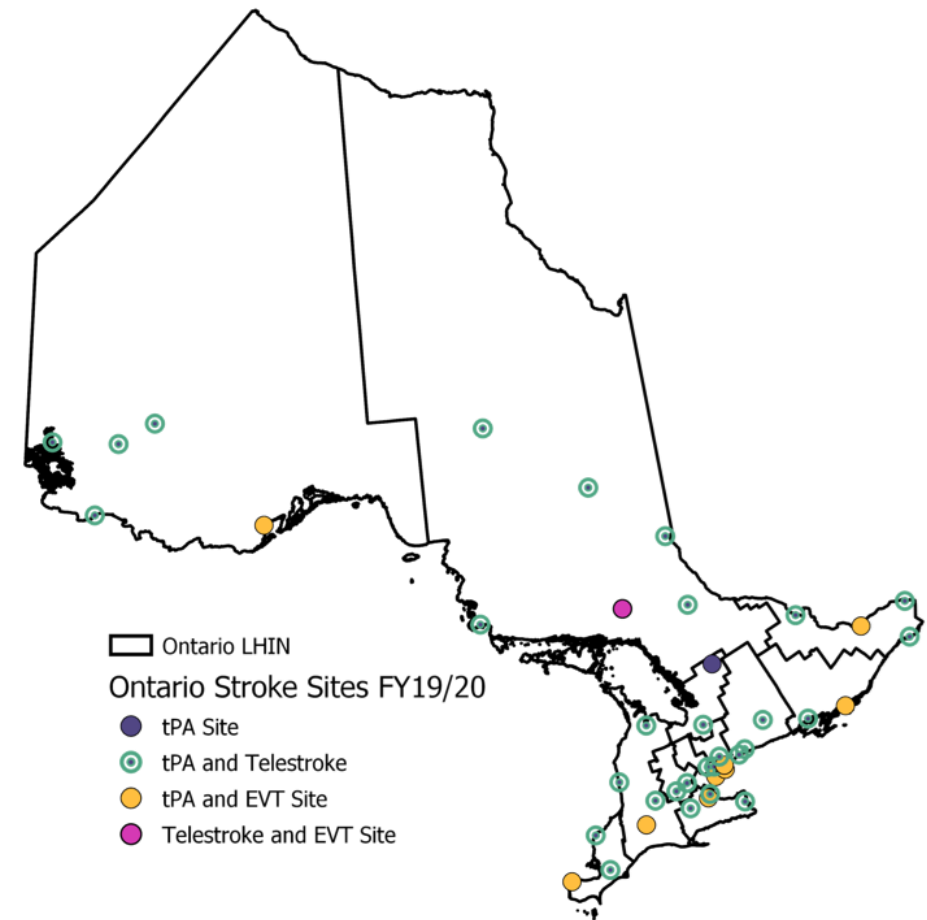 Ontario LHIN
Ontario Stroke Sites FY19/20
tPA Site
tPA and Telestroke
tPA and EVT Site
Telestroke and EVT Site